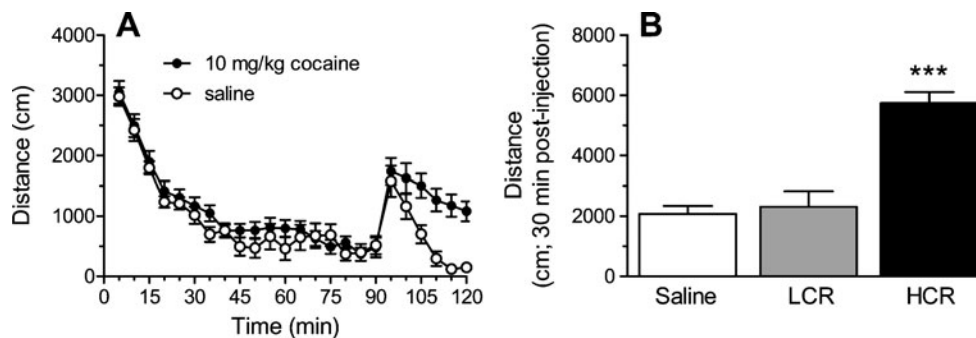 A
10 mg/kg cocaine
saline
Distance (cm)
4000
3000
2000
1000
0
0 15 30 45 60 75 90 105 120
Time (min)
B
***
Distance
(cm; 30 min post-injection)
8000
6000
4000
2000
0
Saline LCR HCR